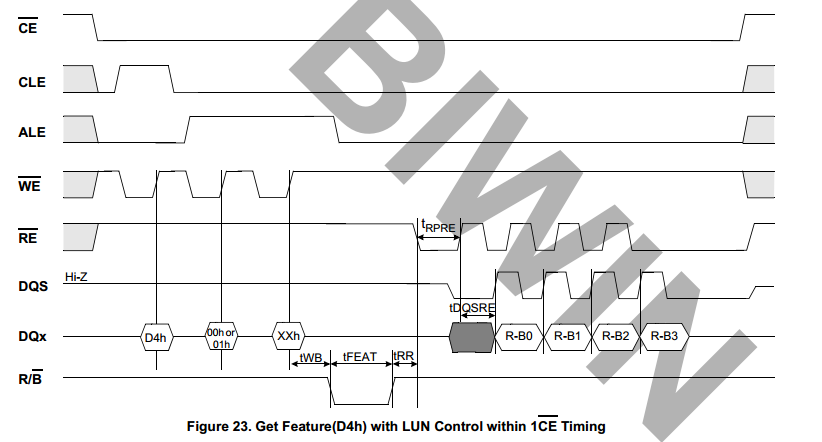 CE
CLE
ALE
WE
RE
tRPRE
DQS
Hi-Z
tDQSRE
DQx
D4h
00h or
01h
XXh
R-B0
R-B1
R-B2
R-B3
tWB
tFEAT
tRR
R/B
Figure 23. Get Feature(D4h) with LUN Control within 1CE Timing
BIWIN